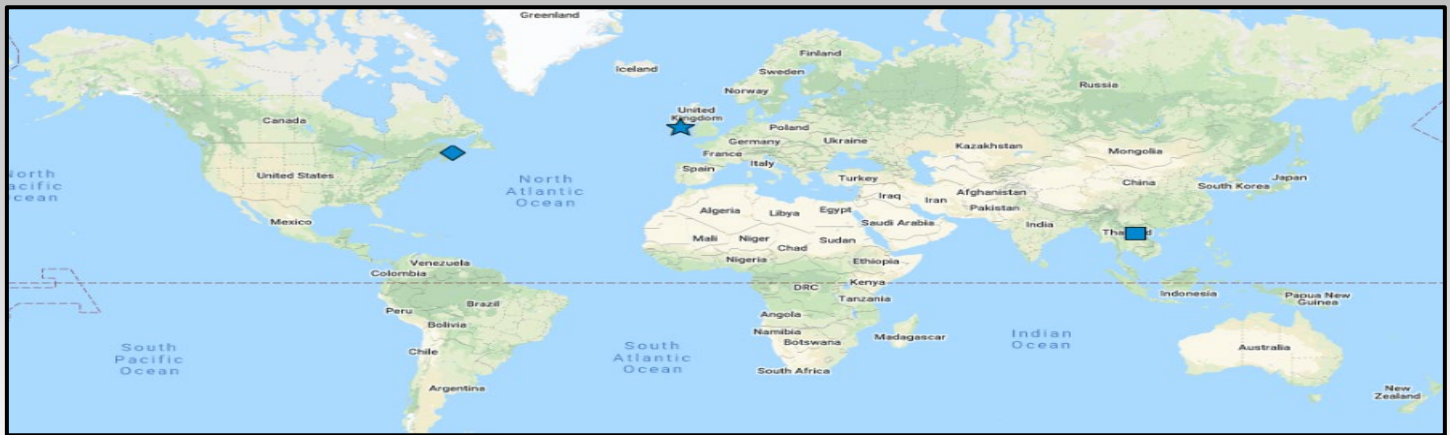 Greenland
Iceland
Finland
Sweden
Norway
Russia
United
Kingdom
Canada
Poland
Germany
Ukraine
France
Kazakhstan
Mongolia
Italy
Spain
United States
North
Atlantic
Ocean
Turkey
China
Japan
South Korea
Afghanistan
Iraq
Iran
Pakistan
Algeria
Libya
Egypt
Saudi Arabia
India
Mexico
Mali
Niger
Chad
Sudan
Nigeria
Ethiopia
Venezuela
Colombia
DRC
Kenya
Tanzania
Indonesia
Papua New
Guinea
Brazil
Peru
Bolivia
Angola
Namibia
Botswana
Madagascar
Indian
Ocean
Australia
South
Pacific
Ocean
Chile
South
Atlantic
Ocean
South Africa
Argentina
New
Zealand